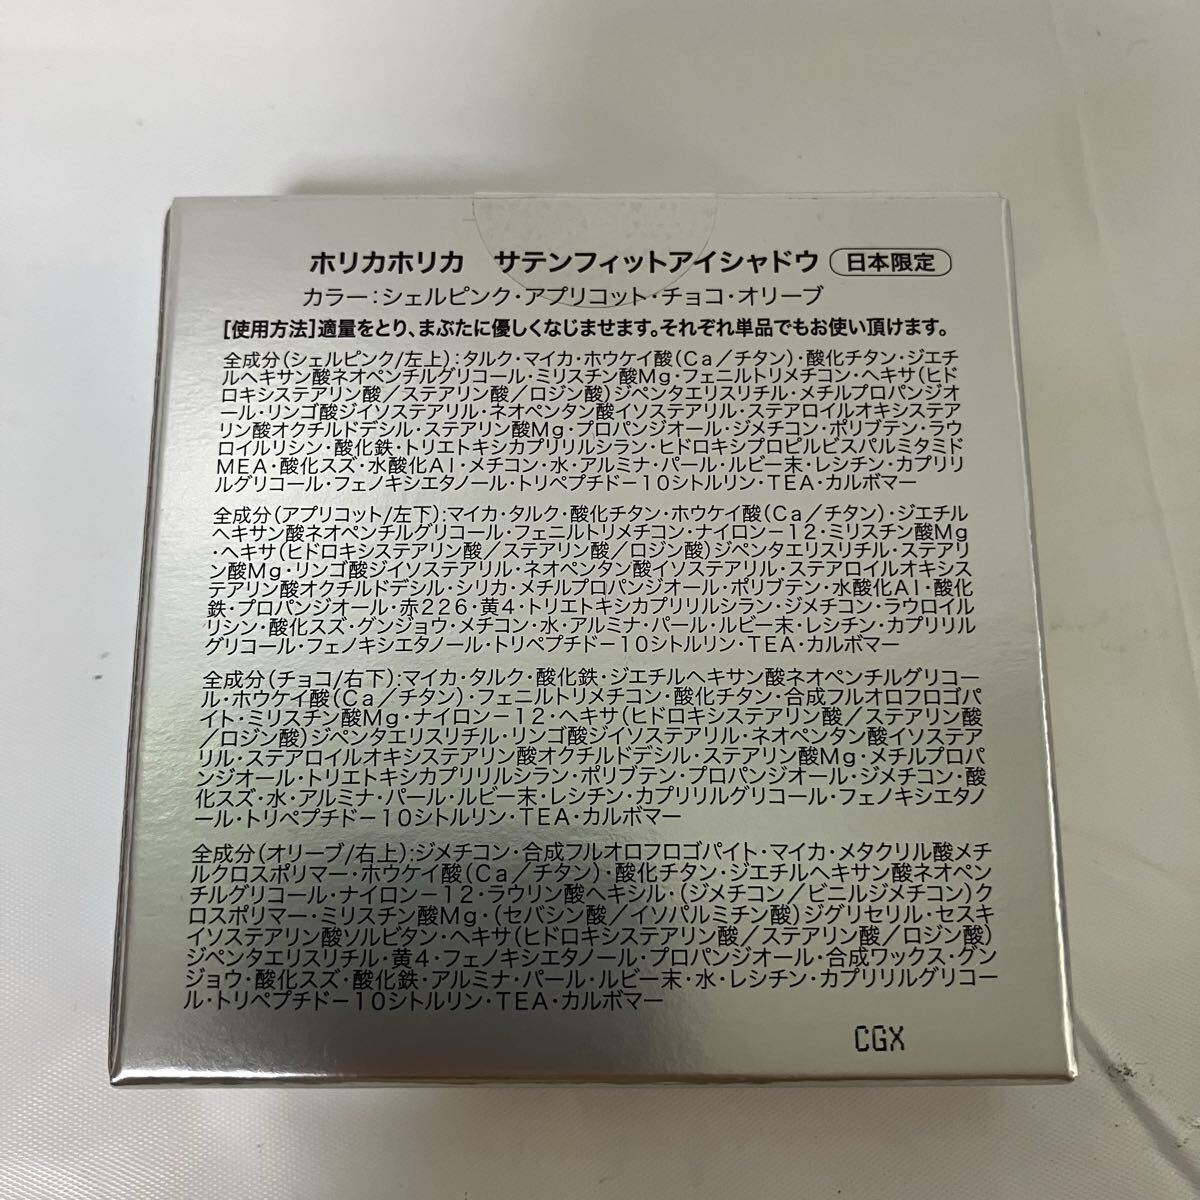 ホリカホリカ　サテンフィットアイシャドウ 日本限定
カラー：シェルピンク・アプリコット・チョコ・オリーブ
［使用方法］適量をとり、まぶたに優しくなじませます。それぞれ単品でもお使い頂けます。
全成分（シェルピンク/左上）：タルク・マイカ・ホウケイ酸（Ca／チタン）・酸化チタン・ジエチ
ルヘキサン酸ネオペンチルグリコール・ミリスチン酸Mg・フェニルトリメチコン・ヘキサ（ヒド
ロキシステアリン酸／ステアリン酸／ロジン酸）ジペンタエリスリチル・メチルプロパンジオ
ール・リンゴ酸ジイソステアリル・ネオペンタン酸イソステアリル・ステアロイルオキシステア
リン酸オクチルドデシル・ステアリン酸Mg・プロパンジオール・ジメチコン・ポリブテン・ラウ
ロイルリシン・酸化鉄・トリエトキシカプリリルシラン・ヒドロキシプロピルビスパルミタミド
MEA・酸化スズ・水酸化Al・メチコン・水・アルミナ・パール・ルビー末・レシチン・カプリリ
ルグリコール・フェノキシエタノール・トリペプチド－10シトルリン・TEA・カルボマー
全成分（アプリコット/左下）：マイカ・タルク・酸化チタン・ホウケイ酸（Ca／チタン）・ジエチル
ヘキサン酸ネオペンチルグリコール・フェニルトリメチコン・ナイロン－12・ミリスチン酸Mg
・ヘキサ（ヒドロキシステアリン酸／ステアリン酸／ロジン酸）ジペンタエリスリチル・ステアリ
ン酸Mg・リンゴ酸ジイソステアリル・ネオペンタン酸イソステアリル・ステアロイルオキシス
テアリン酸オクチルドデシル・シリカ・メチルプロパンジオール・ポリブテン・水酸化Al・酸化
鉄・プロパンジオール・赤226・黄4・トリエトキシカプリリルシラン・ジメチコン・ラウロイル
リシン・酸化スズ・グンジョウ・メチコン・水・アルミナ・パール・ルビー末・レシチン・カプリリル
グリコール・フェノキシエタノール・トリペプチド－10シトルリン・TEA・カルボマー
全成分（チョコ/右下）：マイカ・タルク・酸化鉄・ジエチルヘキサン酸ネオペンチルグリコー
ル・ホウケイ酸（Ca／チタン）・フェニルトリメチコン・酸化チタン・合成フルオロフロゴパ
イト・ミリスチン酸Mg・ナイロン－12・ヘキサ（ヒドロキシステアリン酸／ステアリン酸
／ロジン酸）ジペンタエリスリチル・リンゴ酸ジイソステアリル・ネオペンタン酸イソステア
リル・ステアロイルオキシステアリン酸オクチルドデシル・ステアリン酸Mg・メチルプロパ
ンジオール・トリエトキシカプリリルシラン・ポリブテン・プロパンジオール・ジメチコン・酸
化スズ・水・アルミナ・パール・ルビー末・レシチン・カプリリルグリコール・フェノキシエタノ
ール・トリペプチド－10シトルリン・TEA・カルボマー
全成分（オリーブ/右上）：ジメチコン・合成フルオロフロゴパイト・マイカ・メタクリル酸メチ
ルクロスポリマー・ホウケイ酸（Ca／チタン）・酸化チタン・ジエチルヘキサン酸ネオペン
チルグリコール・ナイロン－12・ラウリン酸ヘキシル・（ジメチコン／ビニルジメチコン）ク
ロスポリマー・ミリスチン酸Mg・（セバシン酸／イソパルミチン酸）ジグリセリル・セスキ
イソステアリン酸ソルビタン・ヘキサ（ヒドロキシステアリン酸／ステアリン酸／ロジン酸）
ジペンタエリスリチル・黄4・フェノキシエタノール・プロパンジオール・合成ワックス・グン
ジョウ・酸化スズ・酸化鉄・アルミナ・パール・ルビー末・水・レシチン・カプリリルグリコー
ル・トリペプチド－10シトルリン・TEA・カルボマー
CGX